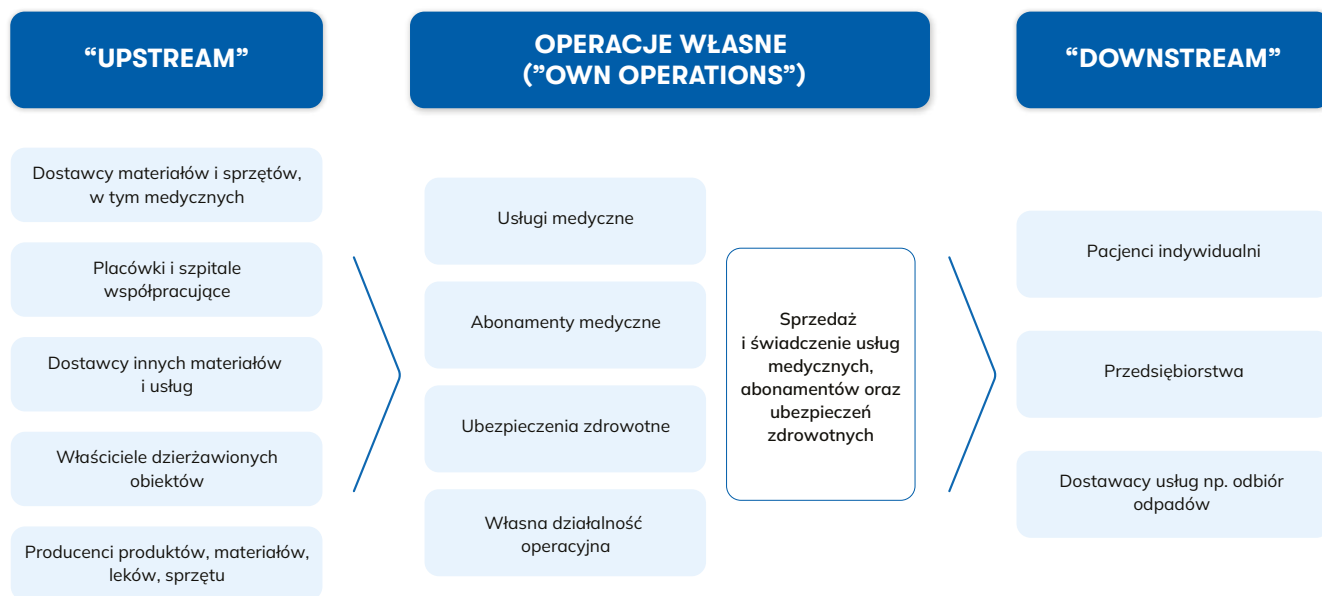 “UPSTREAM”
Dostawcy materiałów i sprzętów,
w tym medycznych
Placówki i szpitale
współpracujące
Dostawcy innych materiałów
i usług
Właściciele dzierżawionych
obiektów
Producenci produktów, materiałów,
leków, sprzętu
OPERACJE WŁASNE
(”OWN OPERATIONS”)
Usługi medyczne
Abonamenty medyczne
Ubezpieczenia zdrowotne
Własna działalność
operacyjna
Sprzedaż
i świadczenie usług
medycznych,
abonamentów oraz
ubezpieczeń
zdrowotnych
“DOWNSTREAM”
Pacjenci indywidualni
Przedsiębiorstwa
Dostawacy usług np. odbiór
odpadów